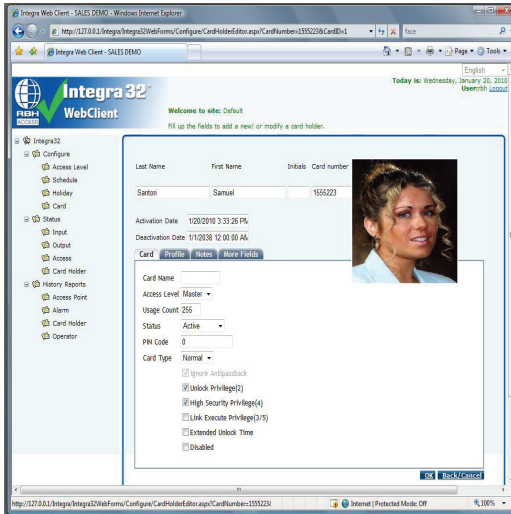 Integra Web Client - SALES DEMO - Windows Internet Explorer
http://127.0.0.1/Integra/Integra32WebForms/Configure/CardHolderEditor.aspx?CardNumber=1555223&CardID=1
face
Integra Web Client - SALES DEMO
Page
Tools
English
Today is: Wednesday, January 20, 2010
User:rbh Logout
Integra 32
WebClient
RBH
ACCESS
Welcome to site: Default
Fill up the fields to add a new/ or modify a card holder.
Integra32
Configure
Access Level
Schedule
Holiday
Card
Status
Input
Output
Access
Card Holder
History Reports
Access Point
Alarm
Card Holder
Operator
Last Name First Name Initials Card number
Santori Samuel 1555223
Activation Date 1/20/2010 3:33:26 PM
Deactivation Date 1/1/2038 12:00:00 AM
Card Profile Notes More Fields
Card Name
Access Level Master
Usage Count 255
Status Active
PIN Code 0
Card Type Normal
Ignore Antipassback
Unlock Privilege(2)
High Security Privilege(4)
Link Execute Privilege(3/5)
Extended Unlock Time
Disabled
OK Back/Cancel
http://127.0.0.1/Integra/Integra32WebForms/Configure/CardHolderEditor.aspx?CardNumber=1555223/
Internet | Protected Mode: Off
100%